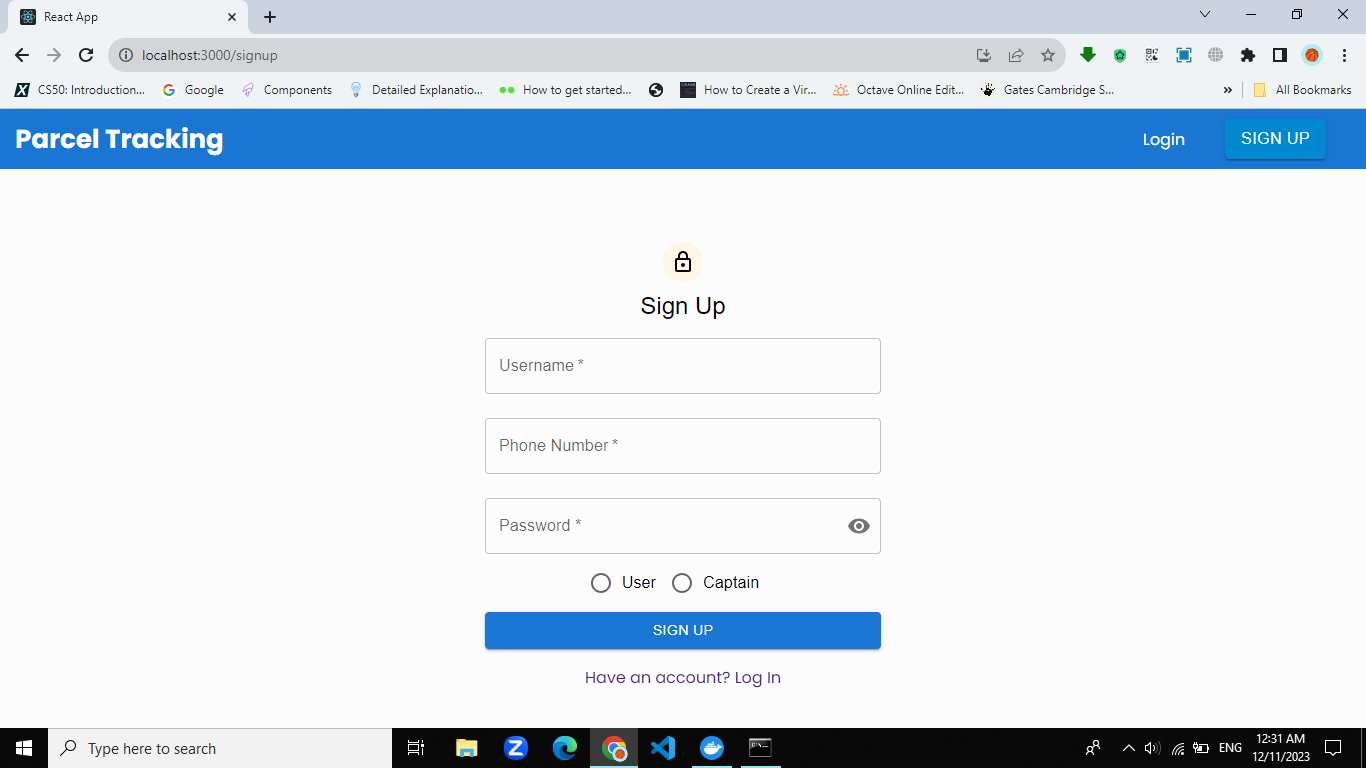 React App
localhost:3000/signup
CS50: Introduction... Google Components Detailed Explanatio... How to get started... How to Create a Vir... Octave Online Edit... Gates Cambridge S... » All Bookmarks
Parcel Tracking Login SIGN UP
Sign Up
Username *
Phone Number *
Password *
User Captain
SIGN UP
Have an account? Log In
Type here to search ENG 12:31 AM
12/11/2023